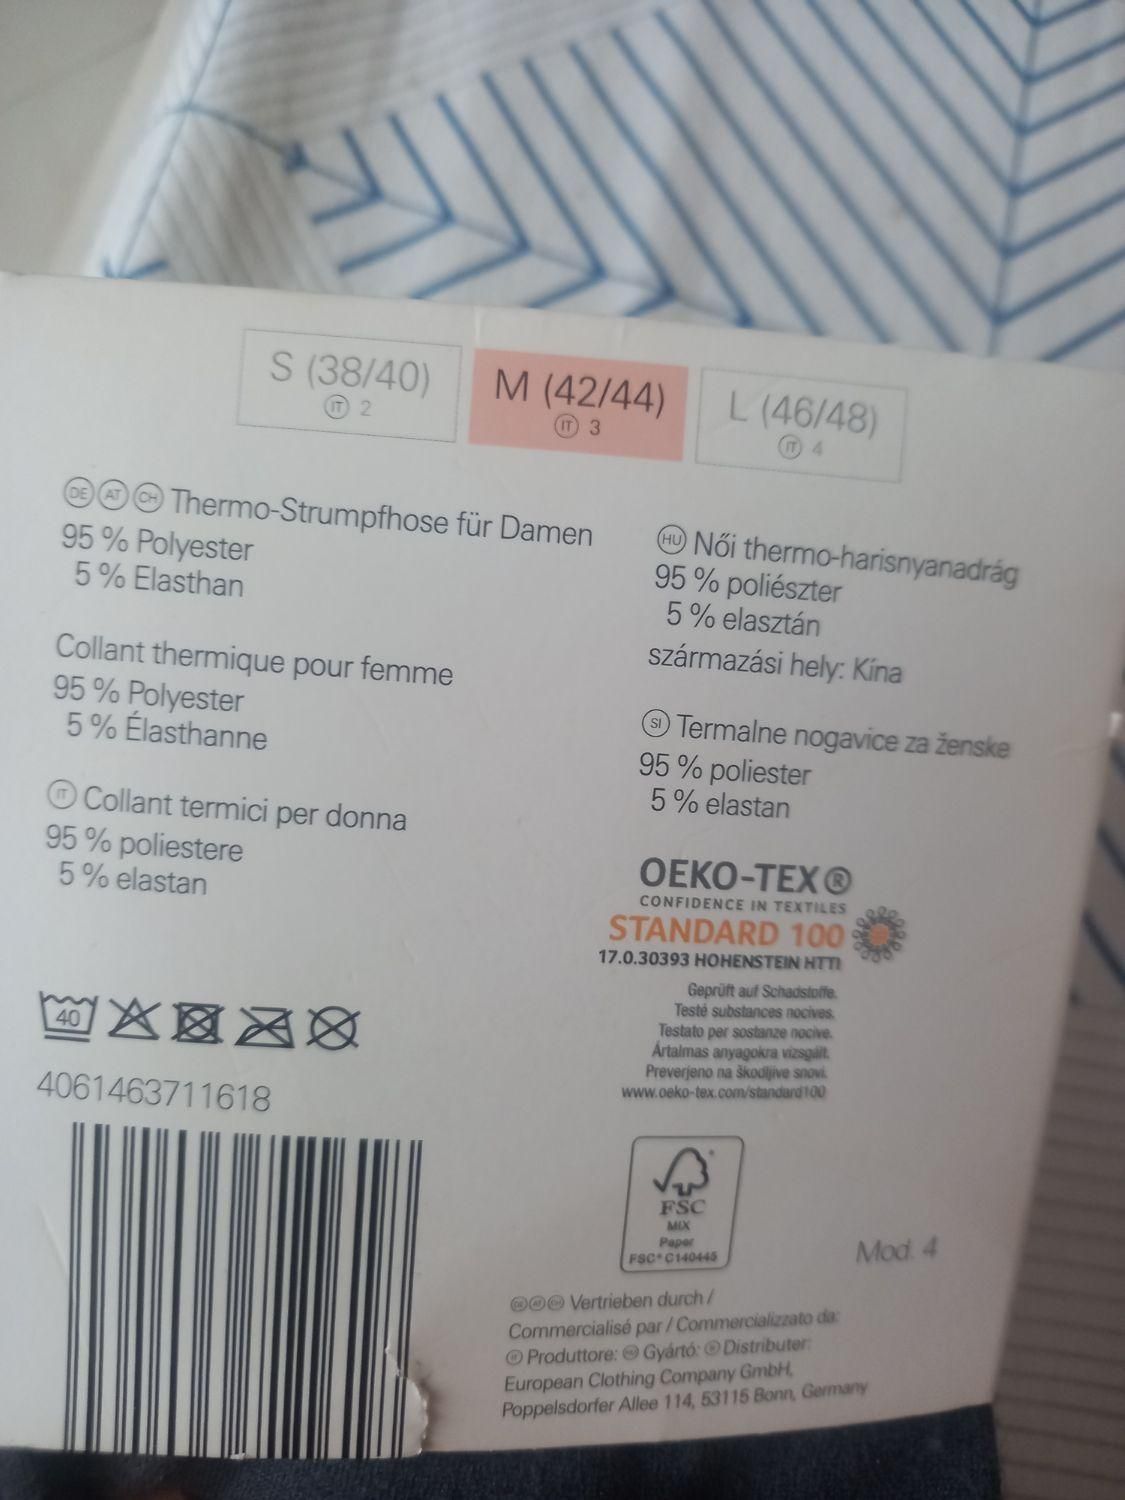 S (38/40)
IT 2
M (42/44)
IT 3
L (46/48)
IT 4
DE AT CH Thermo-Strumpfhose für Damen
95 % Polyester
5 % Elasthan
Collant thermique pour femme
95 % Polyester
5 % Élasthanne
IT Collant termici per donna
95 % poliestere
5 % elastan
HU Női thermo-harisnyanadrág
95 % poliészter
5 % elasztán
származási hely: Kína
SI Termalne nogavice za ženske
95 % poliester
5 % elastan
OEKO-TEX®
CONFIDENCE IN TEXTILES
STANDARD 100
17.0.30393 HOHENSTEIN HTTI
Geprüft auf Schadstoffe.
Testé substances nocives.
Testato per sostanze nocive.
Ártalmas anyagokra vizsgált.
Preverjeno na škodljive snovi.
www.oeko-tex.com/standard100
40
4061463711618
FSC
MIX
Paper
FSC® C140445
Mod. 4
DE AT CH Vertrieben durch /
Commercialisé par / Commercializzato da:
IT Produttore: HU Gyártó: SI Distributer:
European Clothing Company GmbH,
Poppelsdorfer Allee 114, 53115 Bonn, Germany